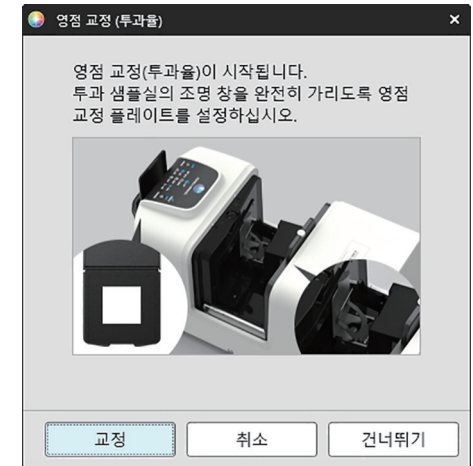 영점 교정 (투과율)
영점 교정(투과율)이 시작됩니다.
투과 샘플실의 조명 창을 완전히 가리도록 영점
교정 플레이트를 설정하십시오.
교정
취소
건너뛰기